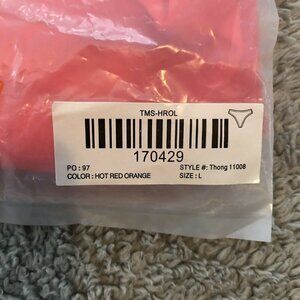 TMS-HROL
170429
PO : 97 STYLE #: Thong 11008
COLOR : HOT RED ORANGE SIZE : L